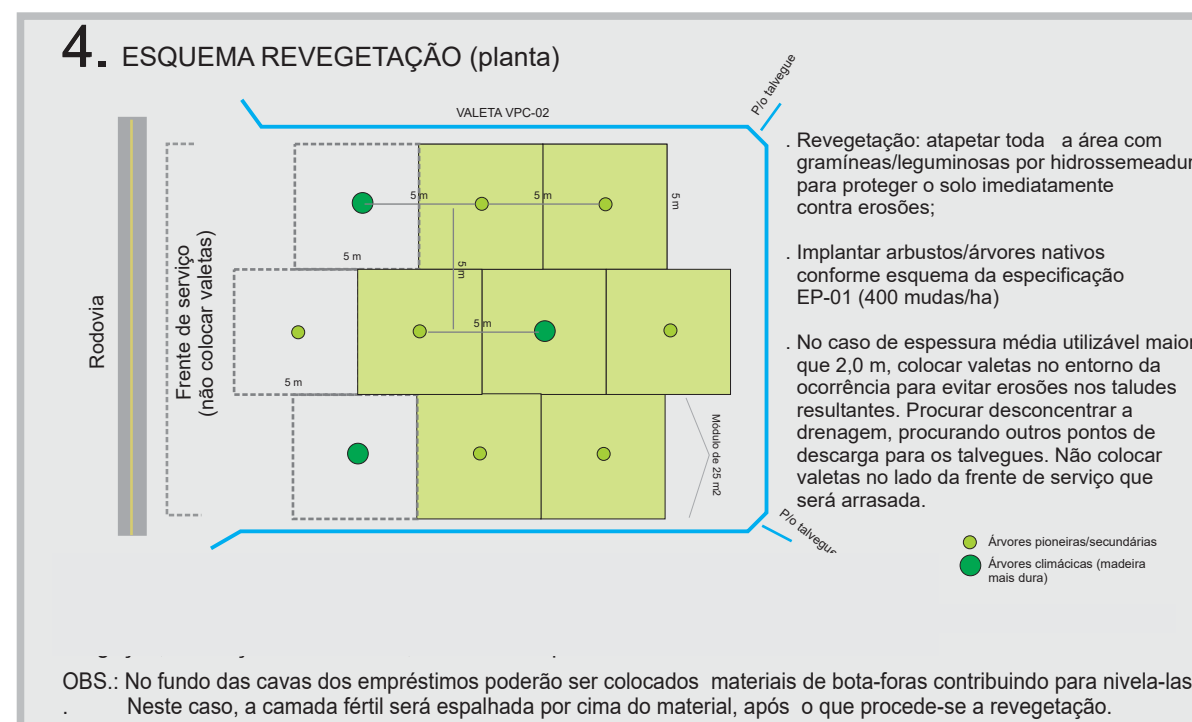 4. ESQUEMA REVEGETAÇÃO (planta)
P/o talvegue
VALETA VPC-02
Rodovia
Frente de serviço
(não colocar valetas)
5 m
5 m
5 m
5 m
5 m
5 m
5 m
Módulo de 25 m2
P/o talvegue
. Revegetação: atapetar toda a área com
gramíneas/leguminosas por hidrossemeadur
para proteger o solo imediatamente
contra erosões;
. Implantar arbustos/árvores nativos
conforme esquema da especificação
EP-01 (400 mudas/ha)
. No caso de espessura média utilizável maior
que 2,0 m, colocar valetas no entorno da
ocorrência para evitar erosões nos taludes
resultantes. Procurar desconcentrar a
drenagem, procurando outros pontos de
descarga para os talvegues. Não colocar
valetas no lado da frente de serviço que
será arrasada.
Árvores pioneiras/secundárias
Árvores climácicas (madeira
mais dura)
OBS.: No fundo das cavas dos empréstimos poderão ser colocados materiais de bota-foras contribuindo para nivela-las
. Neste caso, a camada fértil será espalhada por cima do material, após o que procede-se a revegetação.